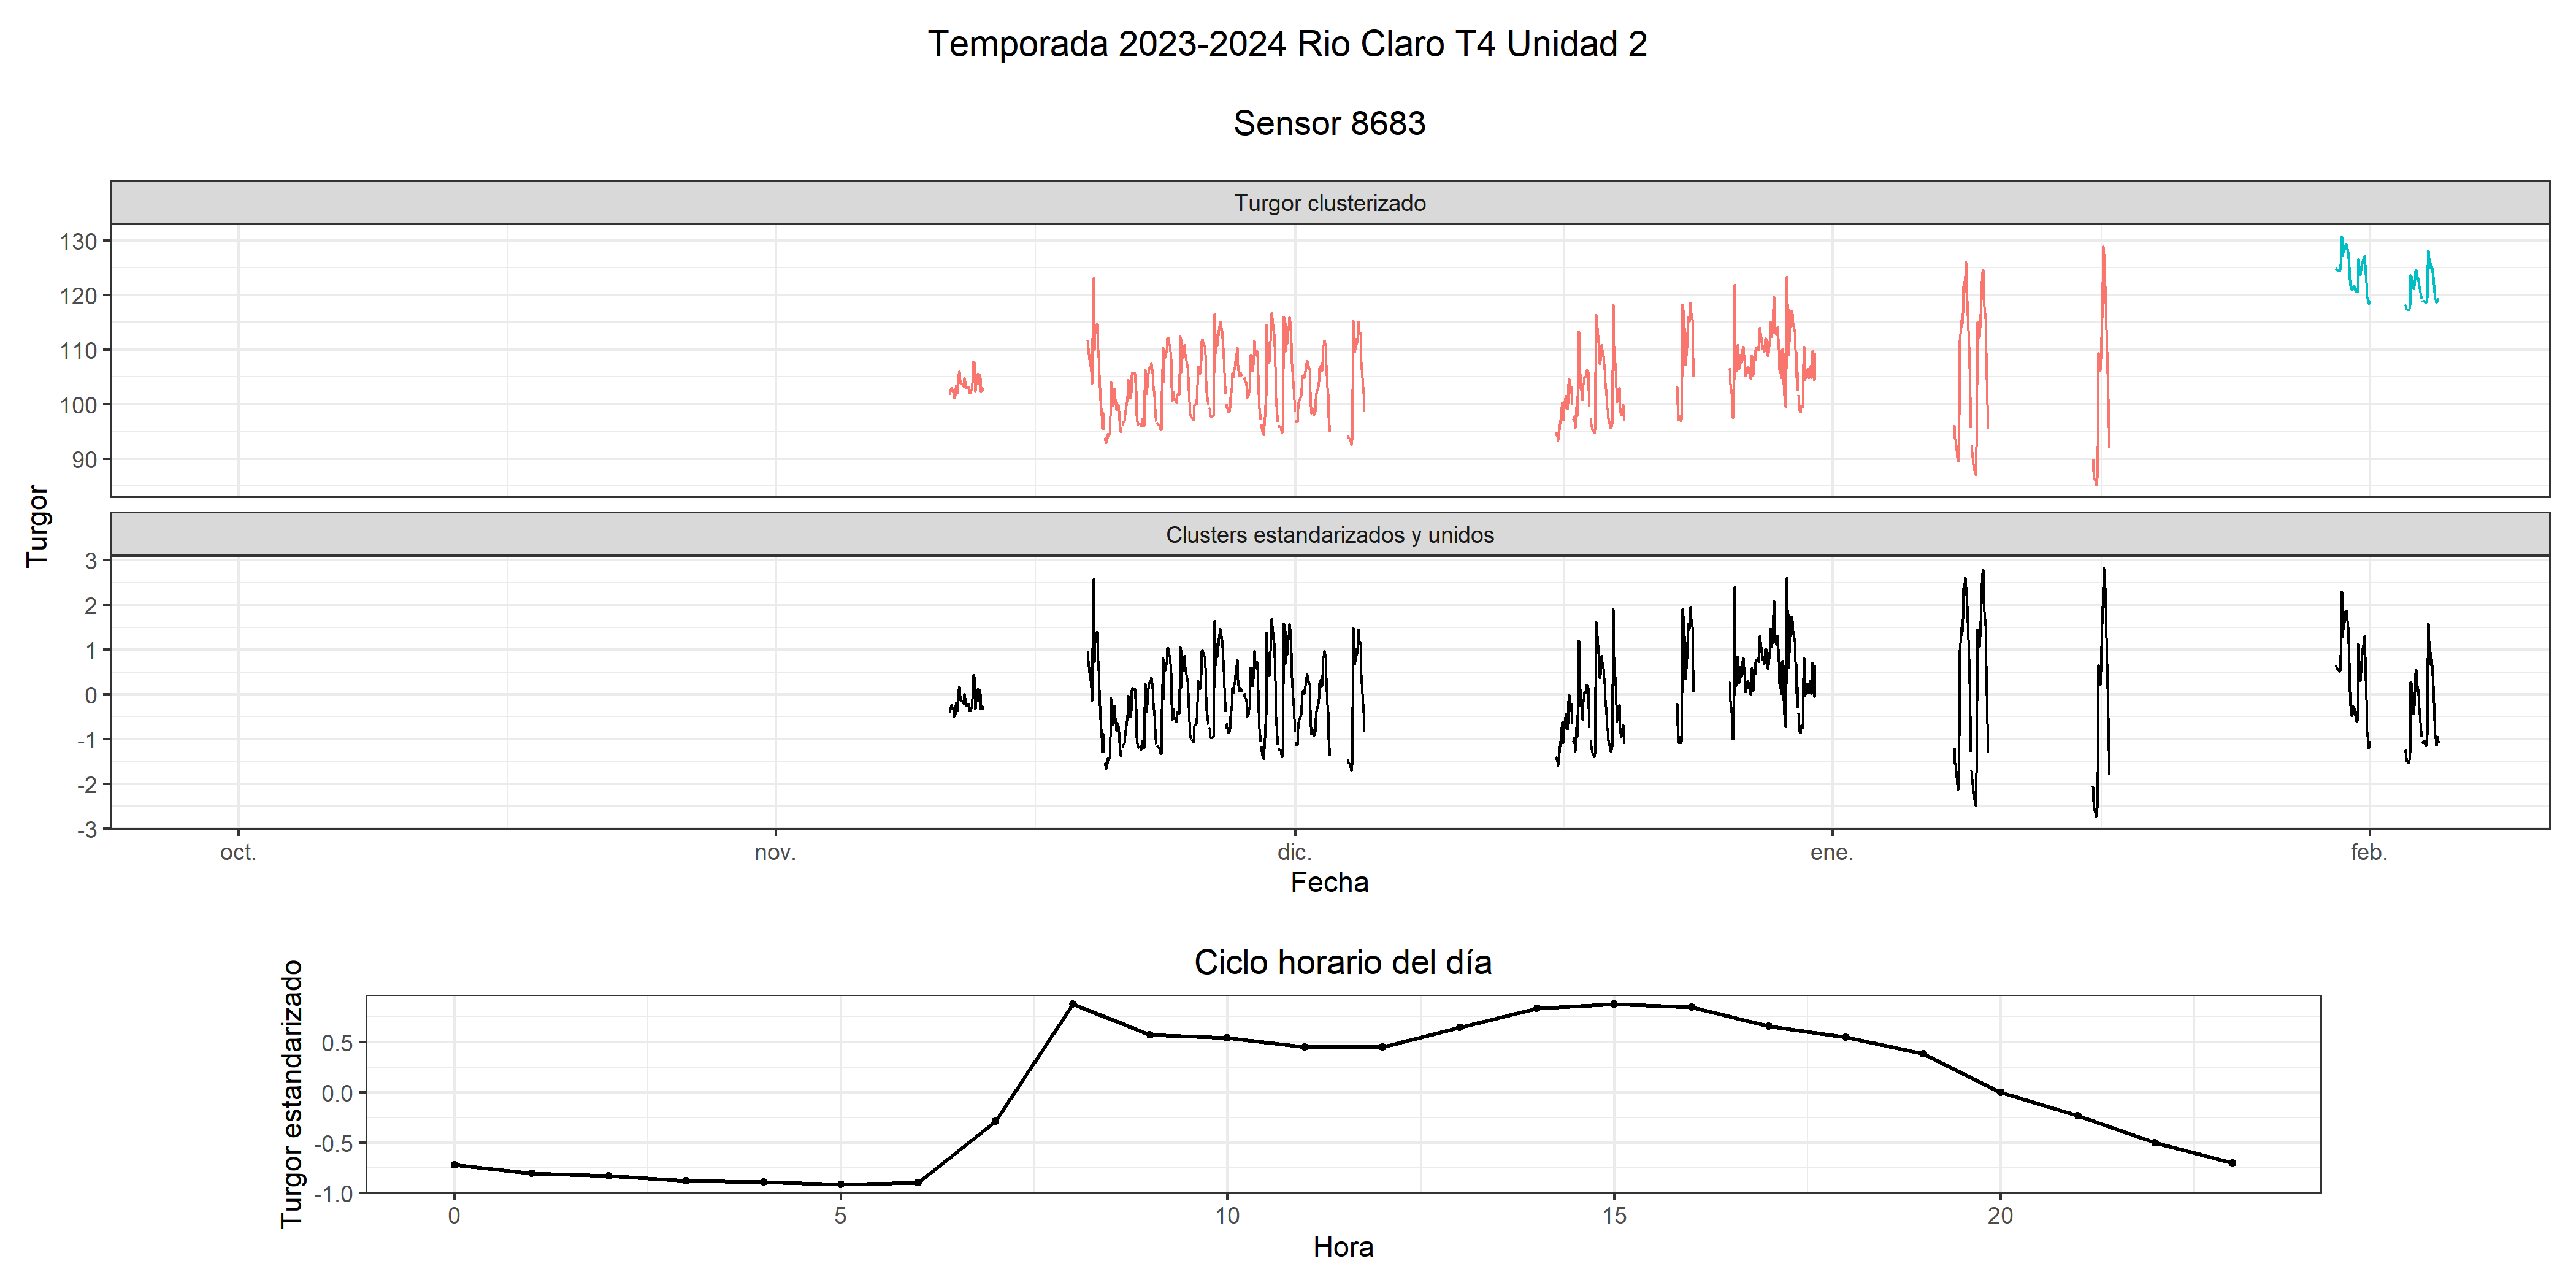 Temporada 2023-2024 Rio Claro T4 Unidad 2
Sensor 8683
Turgor clusterizado
130
120
110
100
90
Turgor
Clusters estandarizados y unidos
3
2
1
0
-1
-2
-3
oct. nov. dic. ene. feb.
Fecha
Ciclo horario del día
Turgor estandarizado
0.5
0.0
-0.5
-1.0
0 5 10 15 20
Hora